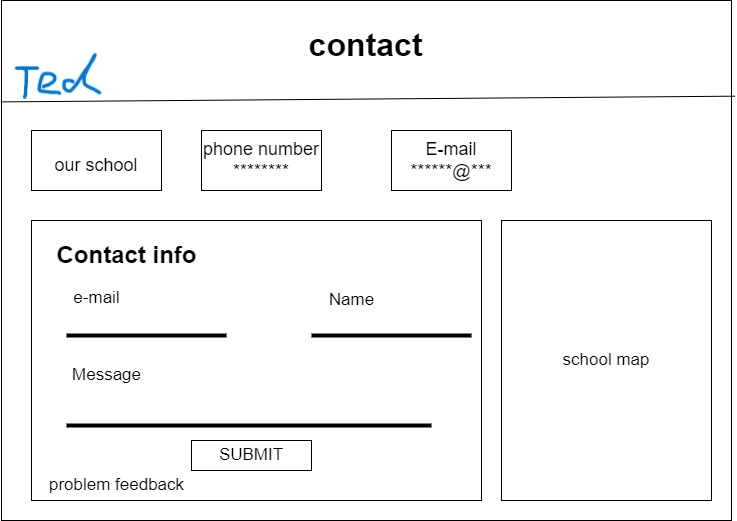 contact
Ted
our school
phone number
********
E-mail
******@***
Contact info
e-mail
Name
Message
SUBMIT
problem feedback
school map